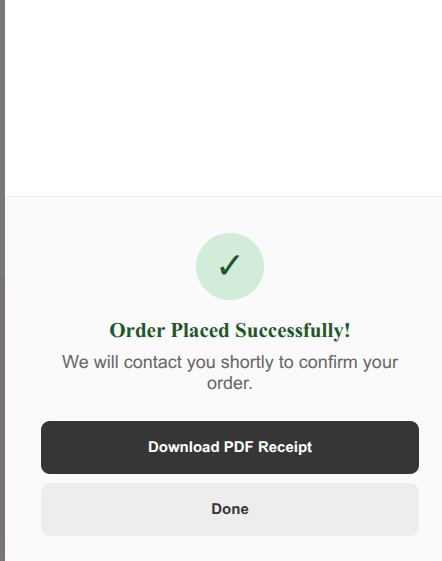 ✓
Order Placed Successfully!
We will contact you shortly to confirm your
order.
Download PDF Receipt
Done